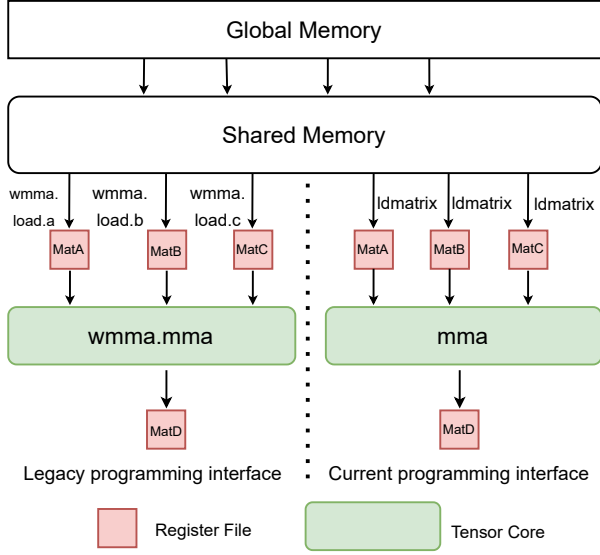 Global Memory
Shared Memory
wmma.
load.a
wmma.
load.b
wmma.
load.c
ldmatrix
ldmatrix
ldmatrix
MatA
MatB
MatC
MatA
MatB
MatC
wmma.mma
mma
MatD
MatD
Legacy programming interface
Current programming interface
Register File
Tensor Core